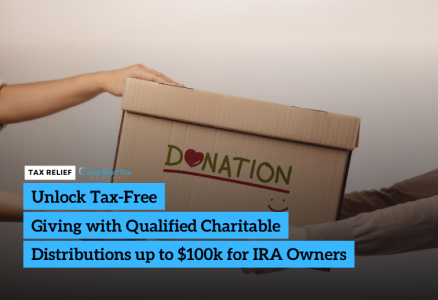 DONATION
TAX RELIEF
Unlock Tax-Free
Giving with Qualified Charitable
Distributions up to $100k for IRA Owners